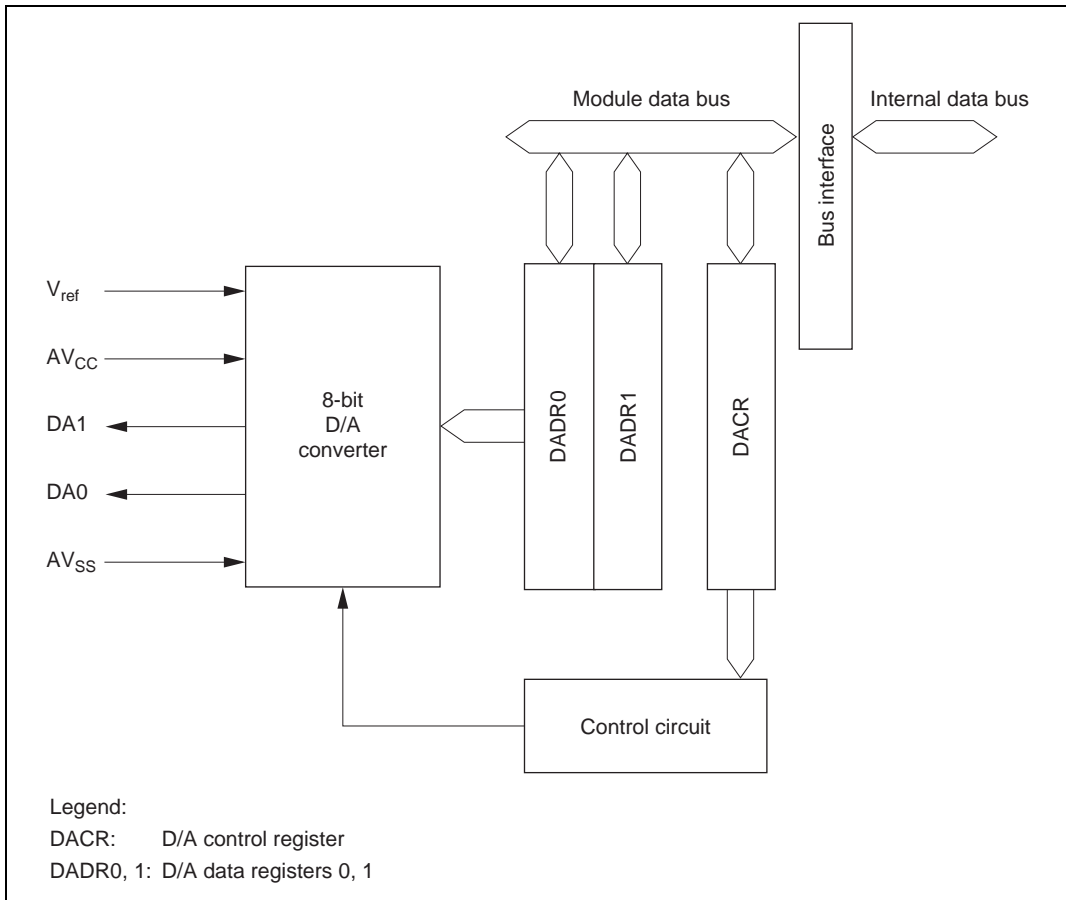 Module data bus
Internal data bus
Bus interface
V_ref
AV_CC
DA1
DA0
AV_SS
8-bit
D/A
converter
DADR0
DADR1
DACR
Control circuit
Legend:
DACR: D/A control register
DADR0, 1: D/A data registers 0, 1